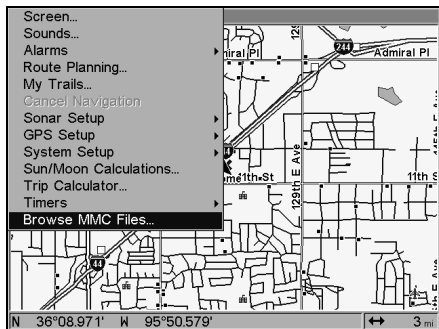 Screen...
Sounds...
Alarms
Route Planning...
My Trails...
Cancel Navigation
Sonar Setup
GPS Setup
System Setup
Sun/Moon Calculations...
Trip Calculator...
Timers
Browse MMC Files...
Admiral Pl
244
129th E Ave
11th St
11th S
44
N 36°08.971' W 95°50.579' ↔ 3 mi